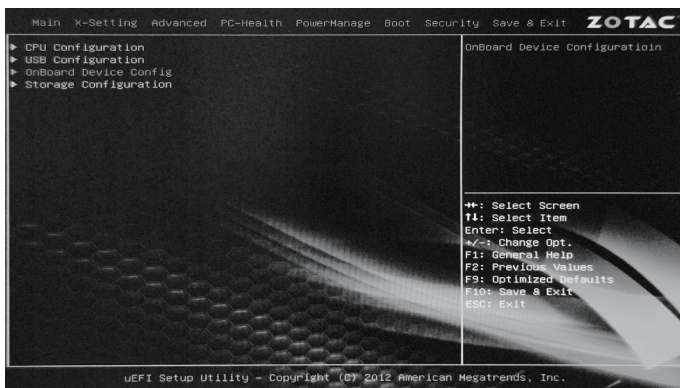 Main X-Setting Advanced PC-Health PowerManage Boot Security Save & Exit ZOTAC
▶ CPU Configuration
▶ USB Configuration
▶ OnBoard Device Config
▶ Storage Configuration
OnBoard Device Configuratioin
→←: Select Screen
↑↓: Select Item
Enter: Select
+/-: Change Opt.
F1: General Help
F2: Previous Values
F9: Optimized Defaults
F10: Save & Exit
ESC: Exit
uEFI Setup Utility - Copyright (C) 2012 American Megatrends, Inc.